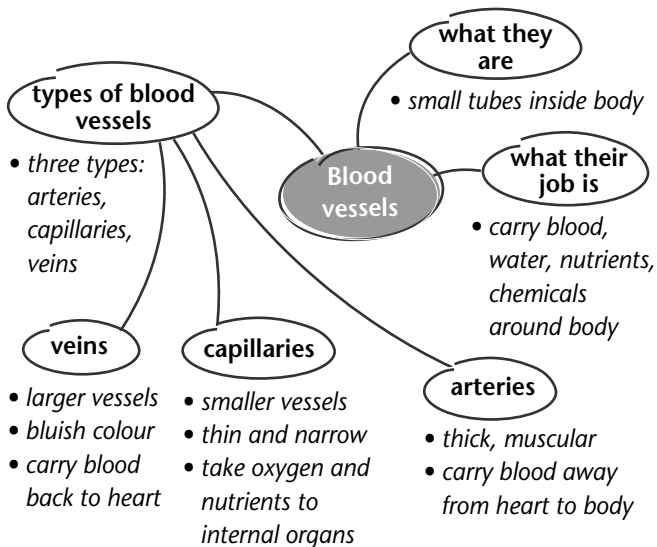 Blood
vessels
what they
are
• small tubes inside body
what their
job is
• carry blood,
water, nutrients,
chemicals
around body
types of blood
vessels
• three types:
arteries,
capillaries,
veins
veins
• larger vessels
• bluish colour
• carry blood
back to heart
capillaries
• smaller vessels
• thin and narrow
• take oxygen and
nutrients to
internal organs
arteries
• thick, muscular
• carry blood away
from heart to body